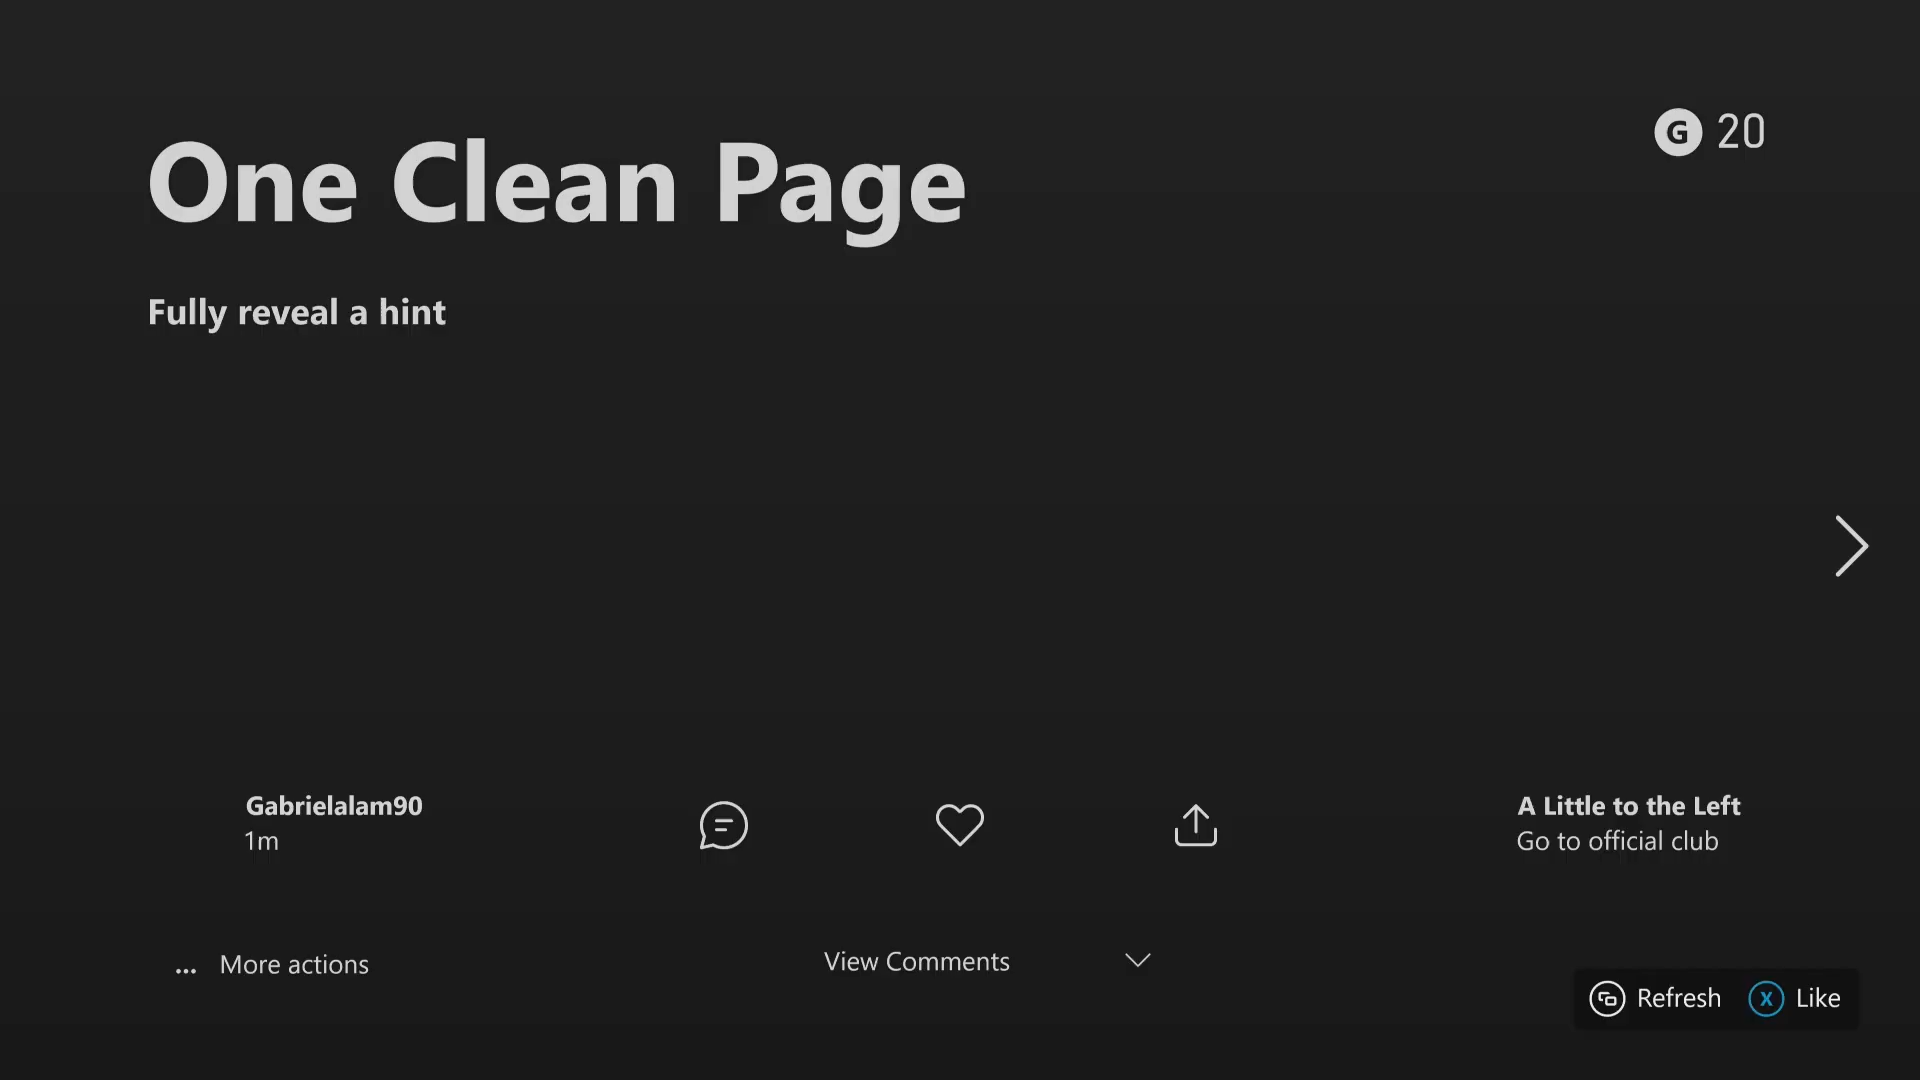 One Clean Page
G 20
Fully reveal a hint
Gabrielalam90
1m
A Little to the Left
Go to official club
... More actions
View Comments
Refresh
X Like